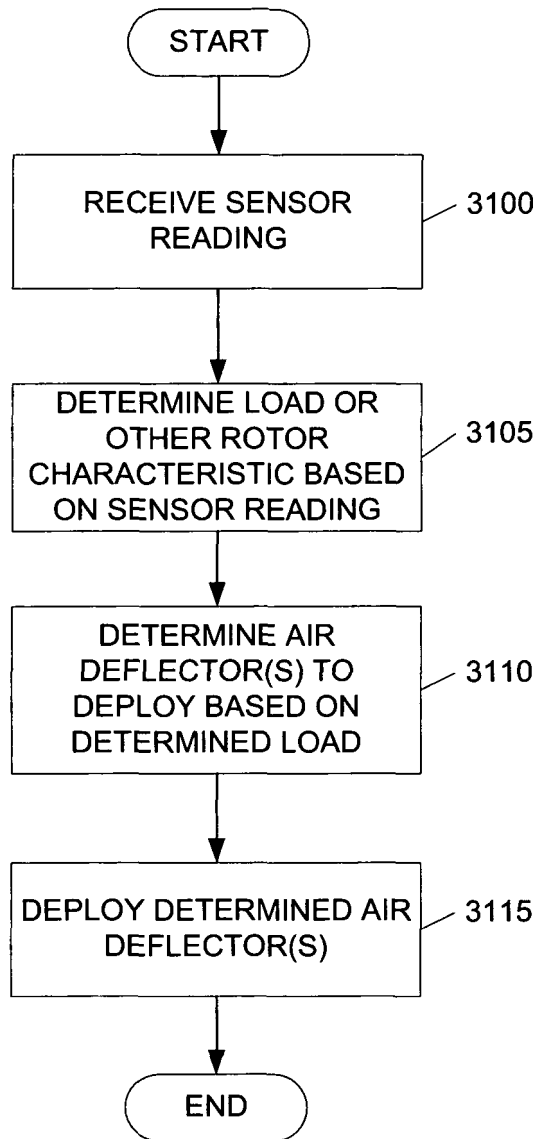 START
RECEIVE SENSOR
READING
3100
DETERMINE LOAD OR
OTHER ROTOR
CHARACTERISTIC BASED
ON SENSOR READING
3105
DETERMINE AIR
DEFLECTOR(S) TO
DEPLOY BASED ON
DETERMINED LOAD
3110
DEPLOY DETERMINED AIR
DEFLECTOR(S)
3115
END